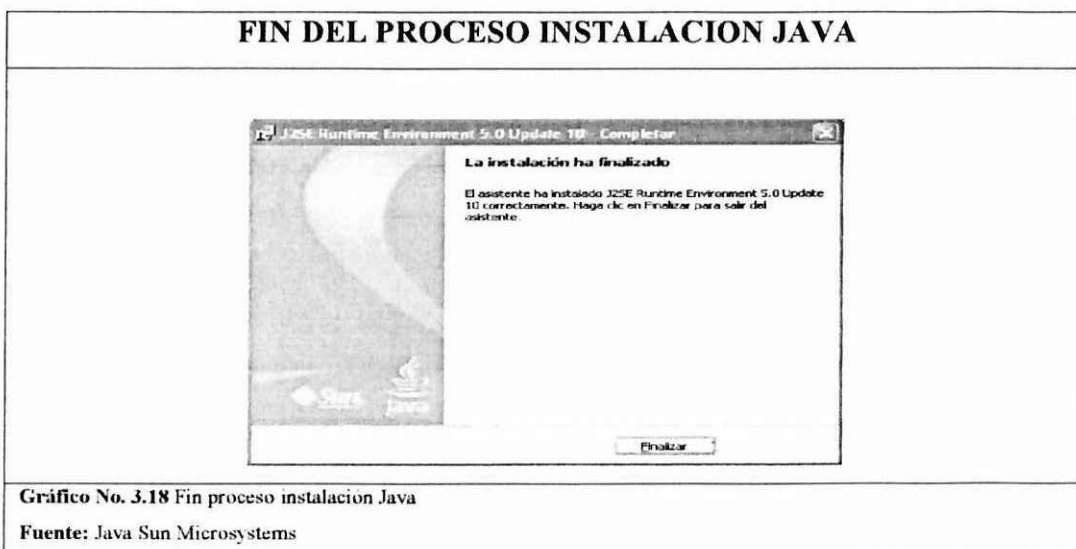 FIN DEL PROCESO INSTALACION JAVA
J2SE Runtime Environment 5.0 Update 10 - Completar
La instalación ha finalizado
El asistente ha instalado J2SE Runtime Environment 5.0 Update
10 correctamente. Haga clic en Finalizar para salir del
asistente.
Sun
Java
Finalizar
Gráfico No. 3.18 Fin proceso instalacion Java
Fuente: Java Sun Microsystems